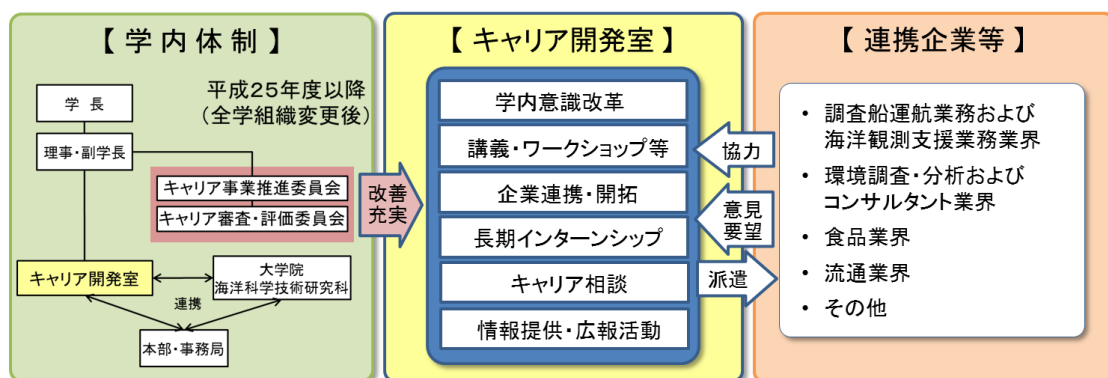 【 学 内 体 制 】
平成25年度以降
(全学組織変更後)
学 長
理事・副学長
キャリア事業推進委員会
キャリア審査・評価委員会
キャリア開発室
大学院
海洋科学技術研究科
連携
本部・事務局
改善
充実
【 キャリア開発室 】
学内意識改革
講義・ワークショップ等
企業連携・開拓
長期インターンシップ
キャリア相談
情報提供・広報活動
協力
意見
要望
派遣
【 連携企業等 】
• 調査船運航業務および
海洋観測支援業務業界
• 環境調査・分析および
コンサルタント業界
• 食品業界
• 流通業界
• その他